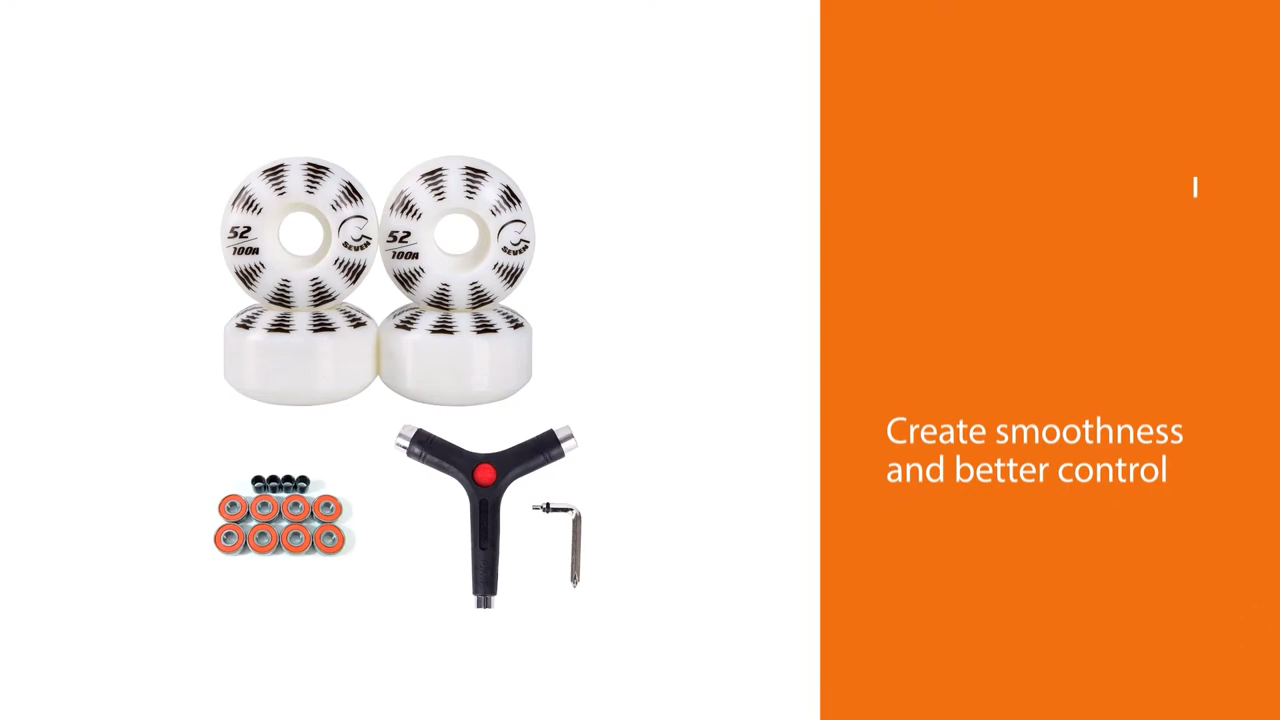 52
100A
SEVEN
52
100A
SEVEN
Create smoothness
and better control